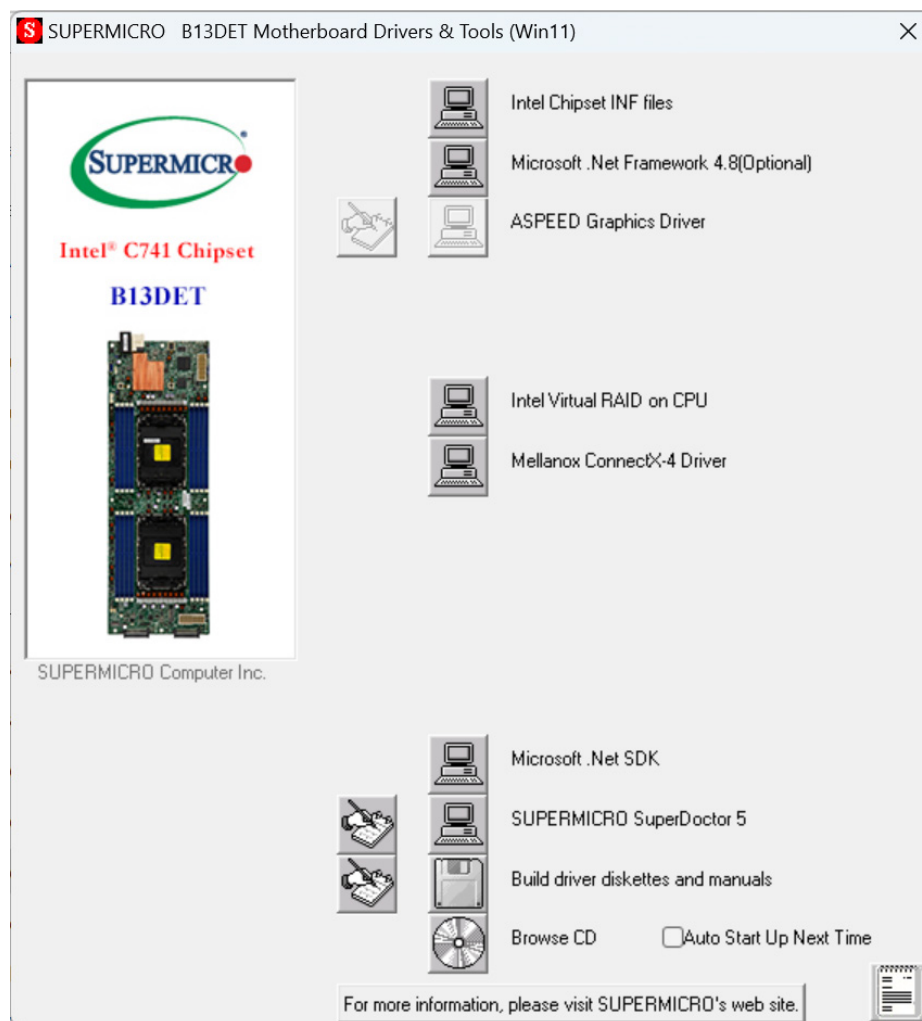 S SUPERMICRO B13DET Motherboard Drivers & Tools (Win11)
SUPERMICR
®
Intel® C741 Chipset
B13DET
SUPERMICRO Computer Inc.
Intel Chipset INF files
Microsoft .Net Framework 4.8(Optional)
ASPEED Graphics Driver
Intel Virtual RAID on CPU
Mellanox ConnectX-4 Driver
Microsoft .Net SDK
SUPERMICRO SuperDoctor 5
Build driver diskettes and manuals
Browse CD Auto Start Up Next Time
For more information, please visit SUPERMICRO's web site.